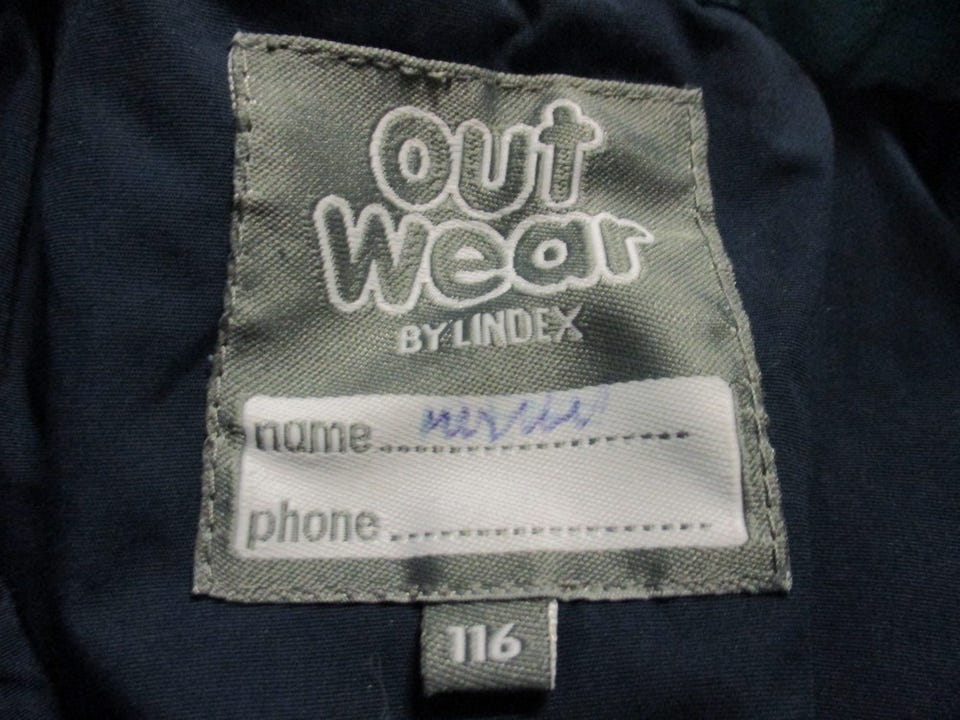 out
wear
BY LINDEX
name
phone
116